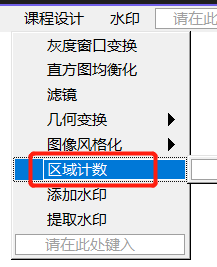 课程设计 水印 请在此
灰度窗口变换
直方图均衡化
滤镜
几何变换
图像风格化
区域计数
添加水印
提取水印
请在此处键入